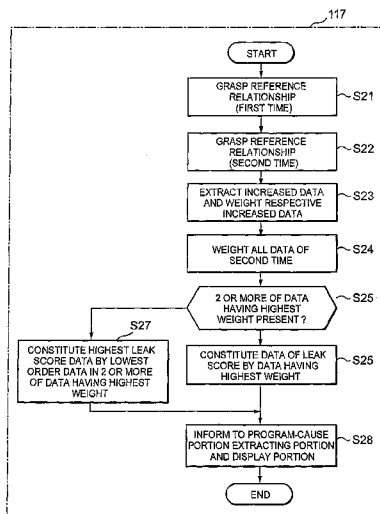 117
START
GRASP REFERENCE
RELATIONSHIP
(FIRST TIME)
S21
GRASP REFERENCE
RELATIONSHIP
(SECOND TIME)
S22
EXTRACT INCREASED DATA
AND WEIGHT RESPECTIVE
INCREASED DATA
S23
WEIGHT ALL DATA OF
SECOND TIME
S24
2 OR MORE OF DATA
HAVING HIGHEST
WEIGHT PRESENT ?
S25
S27
CONSTITUTE HIGHEST LEAK
SCORE DATA BY LOWEST
ORDER DATA IN 2 OR MORE
OF DATA HAVING HIGHEST
WEIGHT
CONSTITUTE DATA OF LEAK
SCORE BY DATA HAVING
HIGHEST WEIGHT
S25
INFORM TO PROGRAM-CAUSE
PORTION EXTRACTING PORTION
AND DISPLAY PORTION
S28
END